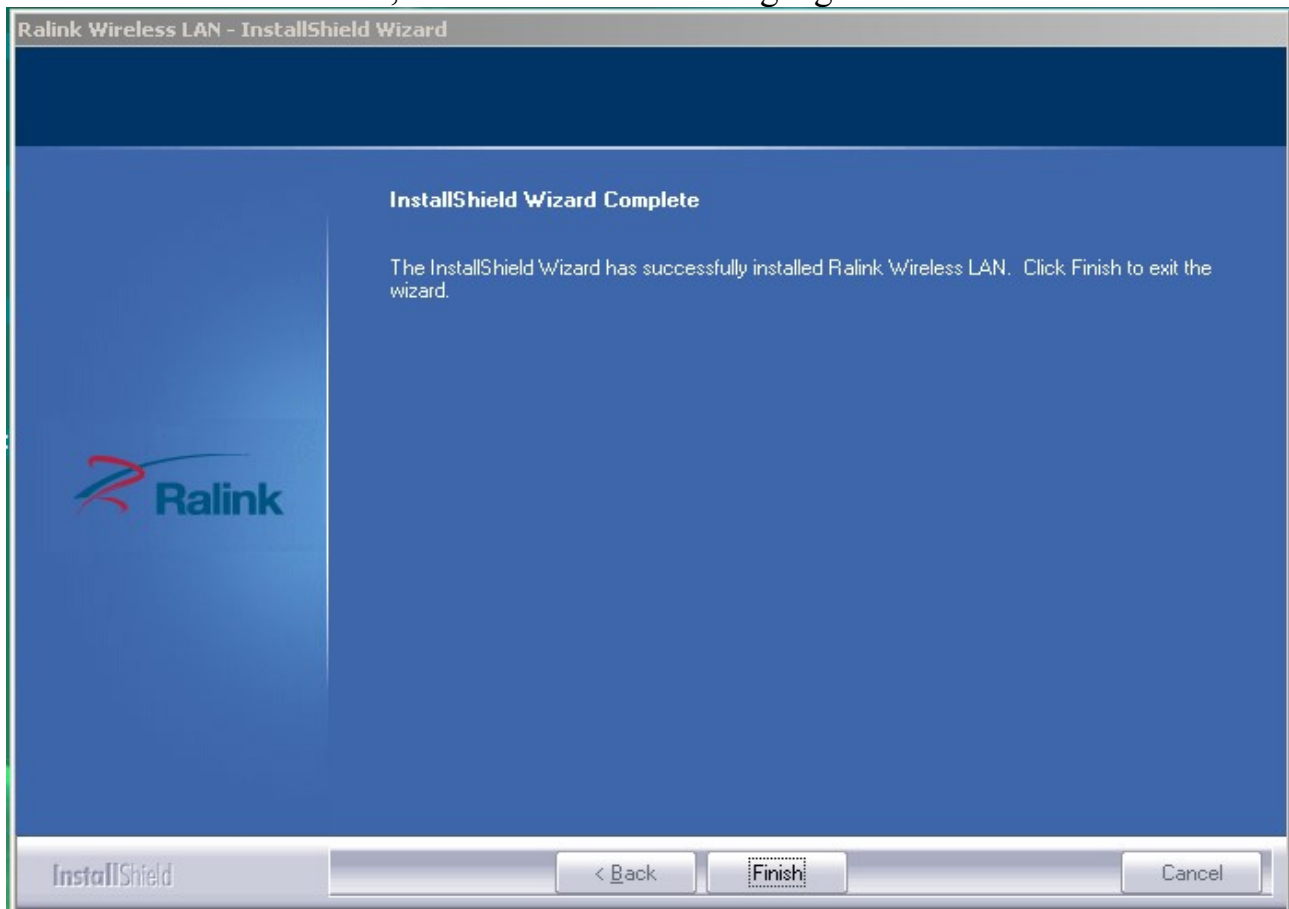 Ralink Wireless LAN - InstallShield Wizard
InstallShield Wizard Complete
The InstallShield Wizard has successfully installed Ralink Wireless LAN. Click Finish to exit the
wizard.
Ralink
InstallShield
< Back
Finish
Cancel